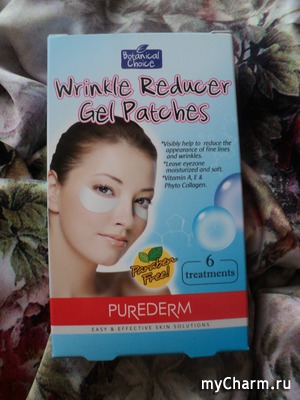 Botanical
Choice
Wrinkle Reducer
Gel Patches
*Visibly help to reduce the
appearance of fine lines
and wrinkles.
*Leave eyezone
moisturized and soft.
*Vitamin A, E &
Phyto Collagen.
Paraben
Free!
6
treatments
PUREDERM
EASY & EFFECTIVE SKIN SOLUTIONS
myCharm.ru